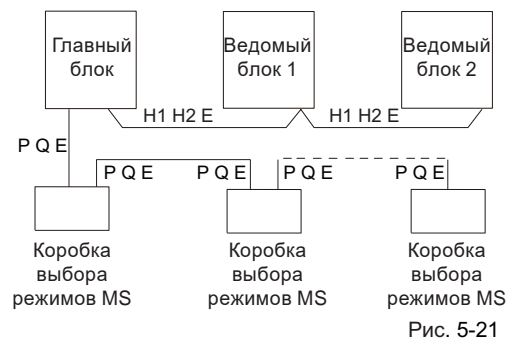 Главный
блок
Ведомый
блок 1
Ведомый
блок 2
H1 H2 E
H1 H2 E
P Q E
P Q E
P Q E
P Q E
P Q E
Коробка
выбора
режимов MS
Коробка
выбора
режимов MS
Коробка
выбора
режимов MS
Рис. 5-21